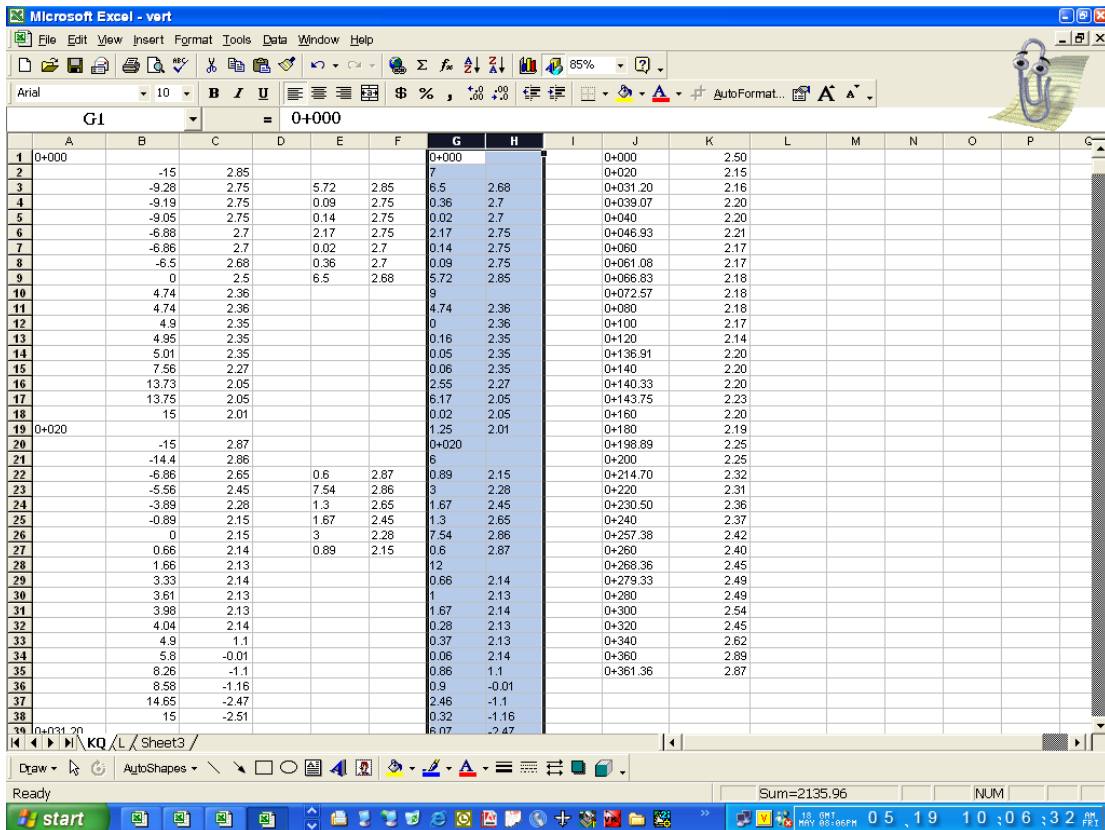 Microsoft Excel - vert
File Edit View Insert Format Tools Data Window Help
85%
Arial 10 B I U $ % , AutoFormat... A A
G1 = 0+000
A B C D E F G H I J K L M N O P
1 0+000 0+000 0+000 2.50
2 -15 2.85 7 0+020 2.15
3 -9.28 2.75 5.72 2.85 6.5 2.68 0+031.20 2.16
4 -9.19 2.75 0.09 2.75 0.36 2.7 0+039.07 2.20
5 -9.05 2.75 0.14 2.75 0.02 2.7 0+040 2.20
6 -6.88 2.7 2.17 2.75 2.17 2.75 0+046.93 2.21
7 -6.86 2.7 0.02 2.7 0.14 2.75 0+060 2.17
8 -6.5 2.68 0.36 2.7 0.09 2.75 0+061.08 2.17
9 0 2.5 6.5 2.68 5.72 2.85 0+066.83 2.18
10 4.74 2.36 9 0+072.57 2.18
11 4.74 2.36 4.74 2.36 0+080 2.18
12 4.9 2.35 0 2.36 0+100 2.17
13 4.95 2.35 0.16 2.35 0+120 2.14
14 5.01 2.35 0.05 2.35 0+136.91 2.20
15 7.56 2.27 0.06 2.35 0+140 2.20
16 13.73 2.05 2.55 2.27 0+140.33 2.20
17 13.75 2.05 6.17 2.05 0+143.75 2.23
18 15 2.01 0.02 2.05 0+160 2.20
19 0+020 1.25 2.01 0+180 2.19
20 -15 2.87 0+020 0+198.89 2.25
21 -14.4 2.86 6 0+200 2.25
22 -6.86 2.65 0.6 2.87 0.89 2.15 0+214.70 2.32
23 -5.56 2.45 7.54 2.86 3 2.28 0+220 2.31
24 -3.89 2.28 1.3 2.65 1.67 2.45 0+230.50 2.36
25 -0.89 2.15 1.67 2.45 1.3 2.65 0+240 2.37
26 0 2.15 3 2.28 7.54 2.86 0+257.38 2.42
27 0.66 2.14 0.89 2.15 0.6 2.87 0+260 2.40
28 1.66 2.13 12 0+268.36 2.45
29 3.33 2.14 0.66 2.14 0+279.33 2.49
30 3.61 2.13 1 2.13 0+280 2.49
31 3.98 2.13 1.67 2.14 0+300 2.54
32 4.04 2.14 0.28 2.13 0+320 2.45
33 4.9 1.1 0.37 2.13 0+340 2.62
34 5.8 -0.01 0.06 2.14 0+360 2.89
35 8.26 -1.1 0.86 1.1 0+361.36 2.87
36 8.58 -1.16 0.9 -0.01
37 14.65 -2.47 2.46 -1.1
38 15 -2.51 0.32 -1.16
39 0+031.20 6.07 -2.47
KQ L Sheet3
Draw AutoShapes A A
Ready Sum=2135.96 NUM
start 18 GMT MAY 08:06PM 05.19 10:06:32 AM FRI